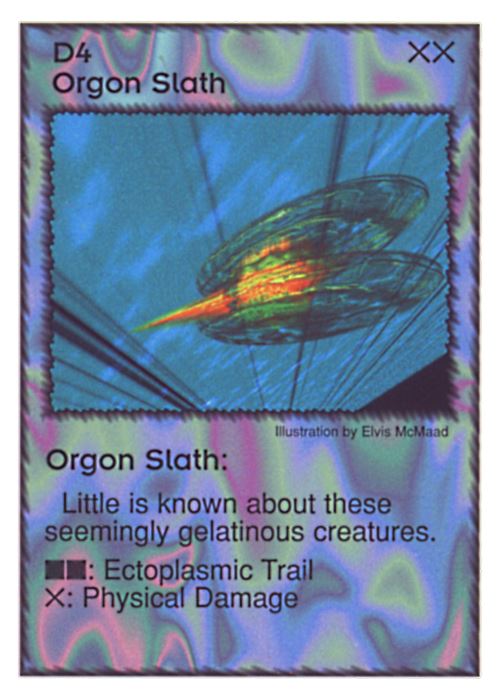 D4 XX
Orgon Slath
Illustration by Elvis McMaad
Orgon Slath:
Little is known about these
seemingly gelatinous creatures.
■■: Ectoplasmic Trail
X: Physical Damage